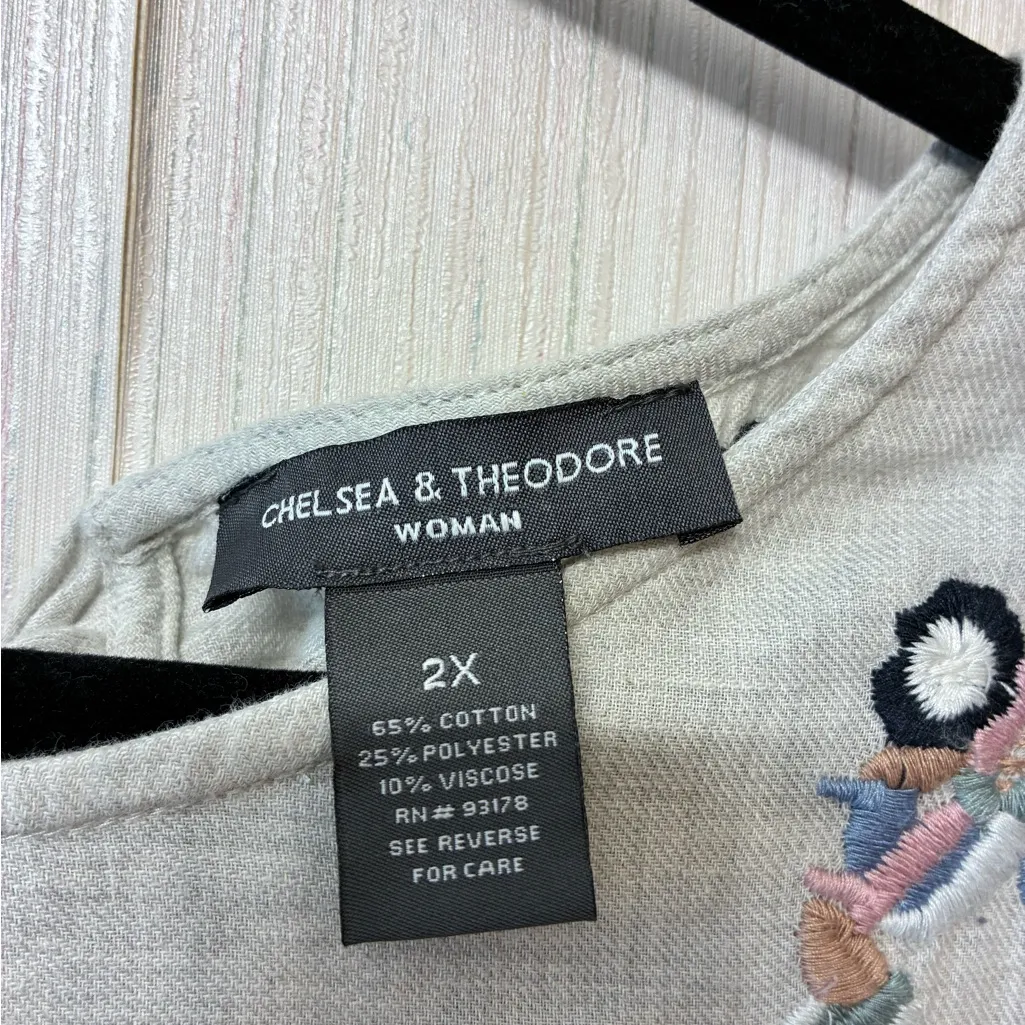 CHELSEA & THEODORE
WOMAN
2X
65% COTTON
25% POLYESTER
10% VISCOSE
RN# 93178
SEE REVERSE
FOR CARE